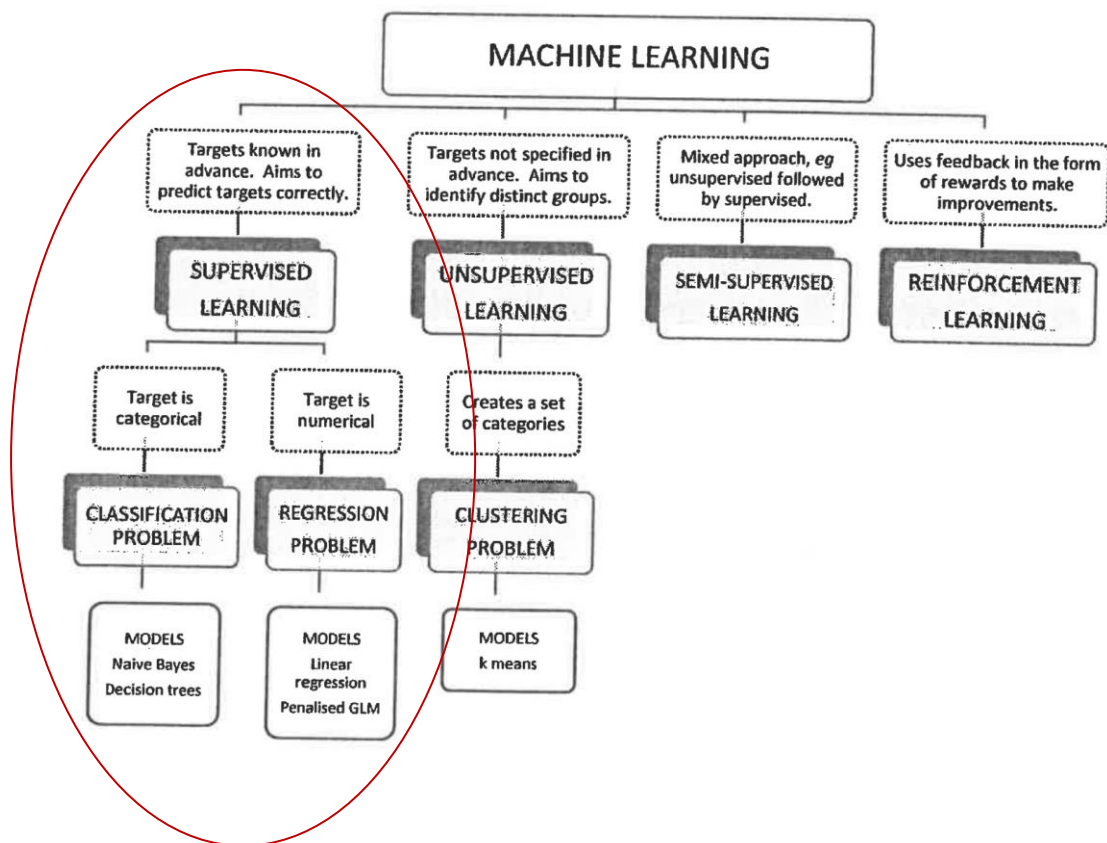 MACHINE LEARNING
Targets known in
advance. Aims to
predict targets correctly.
Targets not specified in
advance. Aims to
identify distinct groups.
Mixed approach, eg
unsupervised followed
by supervised.
Uses feedback in the form
of rewards to make
improvements.
SUPERVISED
LEARNING
UNSUPERVISED
LEARNING
SEMI-SUPERVISED
LEARNING
REINFORCEMENT
LEARNING
Target is
categorical
Target is
numerical
Creates a set
of categories
CLASSIFICATION
PROBLEM
REGRESSION
PROBLEM
CLUSTERING
PROBLEM
MODELS
Naive Bayes
Decision trees
MODELS
Linear
regression
Penalised GLM
MODELS
k means